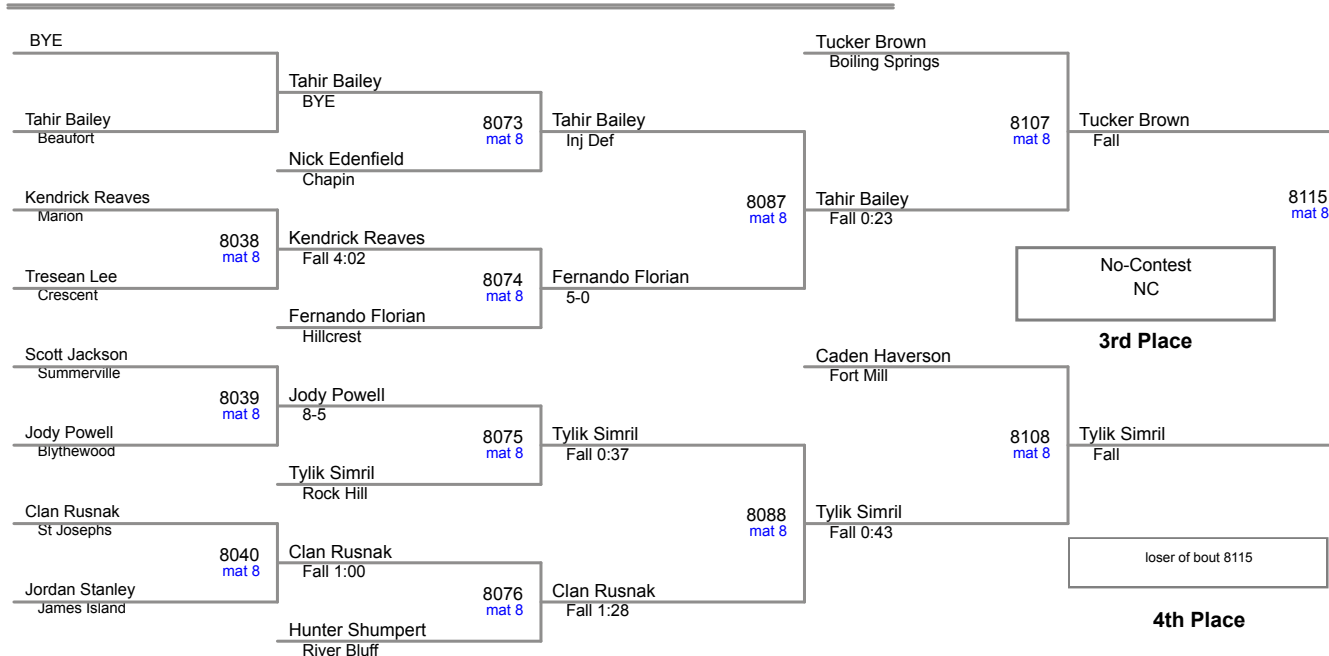 BYE
Tahir Bailey
Beaufort
Kendrick Reaves
Marion
8038
mat 8
Tresean Lee
Crescent
Scott Jackson
Summerville
8039
mat 8
Jody Powell
Blythewood
Clan Rusnak
St Josephs
8040
mat 8
Jordan Stanley
James Island
Tahir Bailey
BYE
8073
mat 8
Nick Edenfield
Chapin
Kendrick Reaves
Fall 4:02
8074
mat 8
Fernando Florian
Hillcrest
Jody Powell
8-5
8075
mat 8
Tylik Simril
Rock Hill
Clan Rusnak
Fall 1:00
8076
mat 8
Hunter Shumpert
River Bluff
Tahir Bailey
Inj Def
8087
mat 8
Fernando Florian
5-0
Tylik Simril
Fall 0:37
8088
mat 8
Clan Rusnak
Fall 1:28
Tucker Brown
Boiling Springs
8107
mat 8
Tahir Bailey
Fall 0:23
Caden Haverson
Fort Mill
8108
mat 8
Tylik Simril
Fall 0:43
Tucker Brown
Fall
8115
mat 8
No-Contest
NC
3rd Place
Tylik Simril
Fall
loser of bout 8115
4th Place